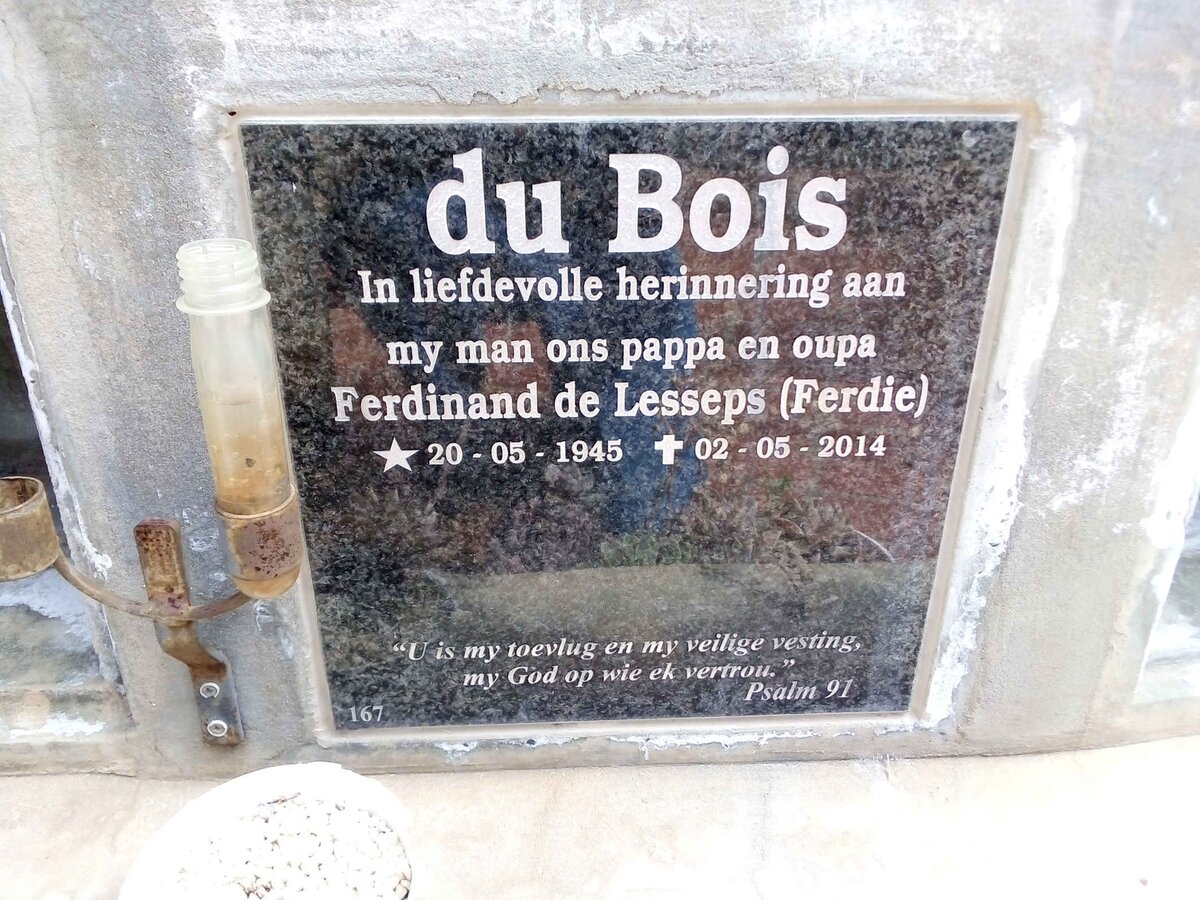 du Bois
In liefdevolle herinnering aan
my man ons pappa en oupa
Ferdinand de Lesseps (Ferdie)
★ 20 - 05 - 1945 ✝ 02 - 05 - 2014
“U is my toevlug en my veilige vesting,
my God op wie ek vertrou.”
Psalm 91
167